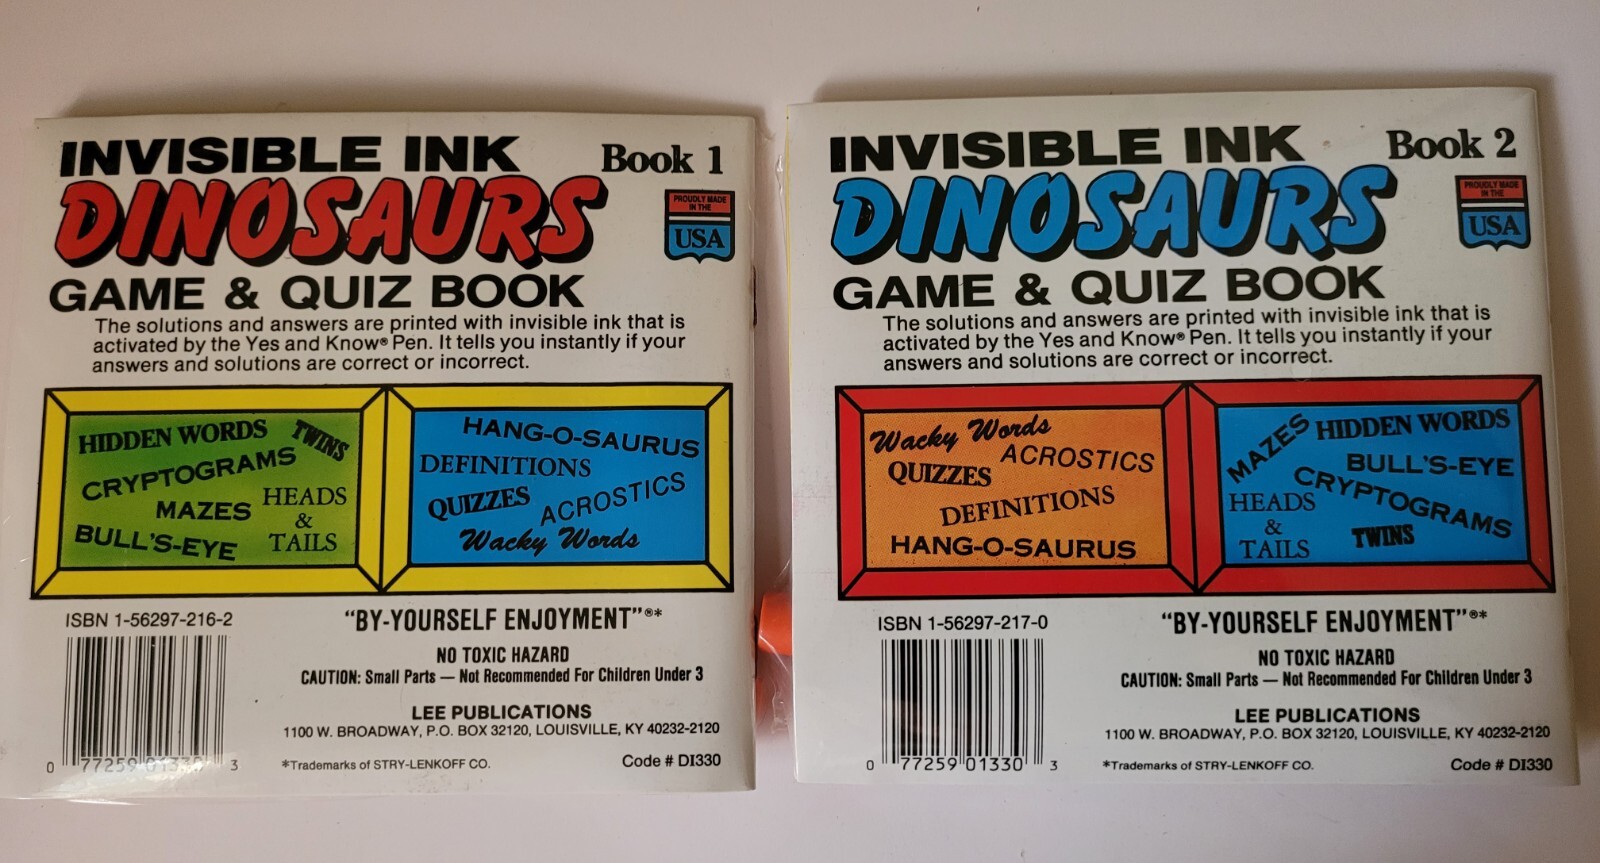 INVISIBLE INK Book 1
DINOSAURS
PROUDLY MADE
IN THE
USA
GAME & QUIZ BOOK
The solutions and answers are printed with invisible ink that is
activated by the Yes and Know® Pen. It tells you instantly if your
answers and solutions are correct or incorrect.
HIDDEN WORDS
TWINS
CRYPTOGRAMS
MAZES
HEADS
&
TAILS
BULL'S-EYE
HANG-O-SAURUS
DEFINITIONS
QUIZZES
ACROSTICS
Wacky Words
ISBN 1-56297-216-2
"BY-YOURSELF ENJOYMENT"®*
NO TOXIC HAZARD
CAUTION: Small Parts — Not Recommended For Children Under 3
LEE PUBLICATIONS
1100 W. BROADWAY, P.O. BOX 32120, LOUISVILLE, KY 40232-2120
0 77259 01330 3
*Trademarks of STRY-LENKOFF CO.
Code # DI330
INVISIBLE INK Book 2
DINOSAURS
PROUDLY MADE
IN THE
USA
GAME & QUIZ BOOK
The solutions and answers are printed with invisible ink that is
activated by the Yes and Know® Pen. It tells you instantly if your
answers and solutions are correct or incorrect.
Wacky Words
ACROSTICS
QUIZZES
DEFINITIONS
HANG-O-SAURUS
MAZES
HIDDEN WORDS
BULL'S-EYE
CRYPTOGRAMS
HEADS
&
TAILS
TWINS
ISBN 1-56297-217-0
"BY-YOURSELF ENJOYMENT"®*
NO TOXIC HAZARD
CAUTION: Small Parts — Not Recommended For Children Under 3
LEE PUBLICATIONS
1100 W. BROADWAY, P.O. BOX 32120, LOUISVILLE, KY 40232-2120
0 77259 01330 3
*Trademarks of STRY-LENKOFF CO.
Code # DI330